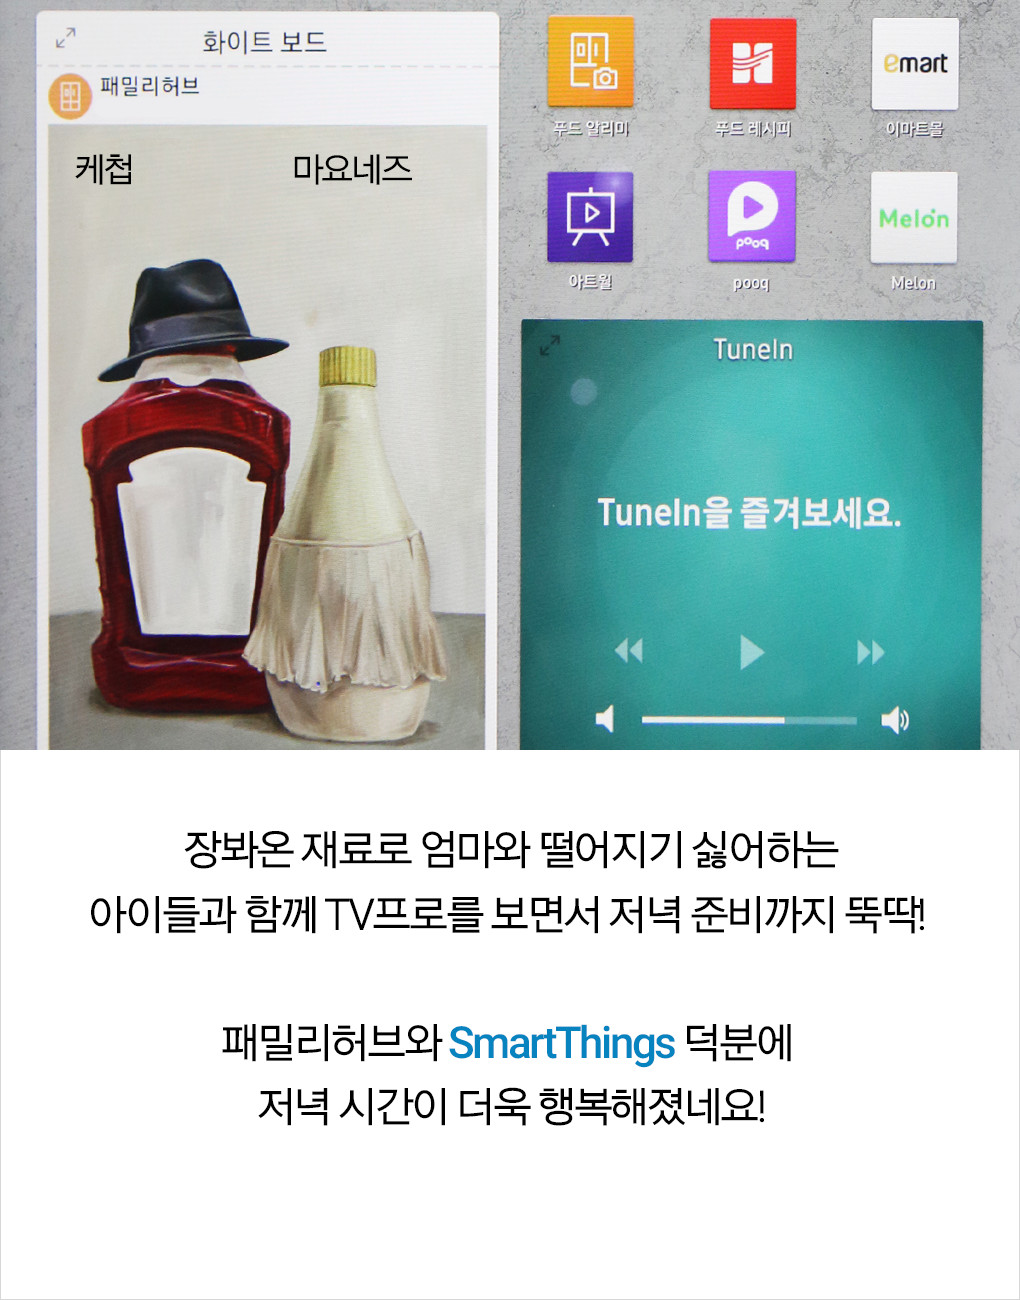 화이트 보드
패밀리허브
케첩 마요네즈
푸드 알리미 푸드 레시피 emart 이마트몰
아트월 pooq pooq Melon Melon
TuneIn
TuneIn을 즐겨보세요.
장봐온 재료로 엄마와 떨어지기 싫어하는
아이들과 함께 TV프로를 보면서 저녁 준비까지 뚝딱!
패밀리허브와 SmartThings 덕분에
저녁 시간이 더욱 행복해졌네요!